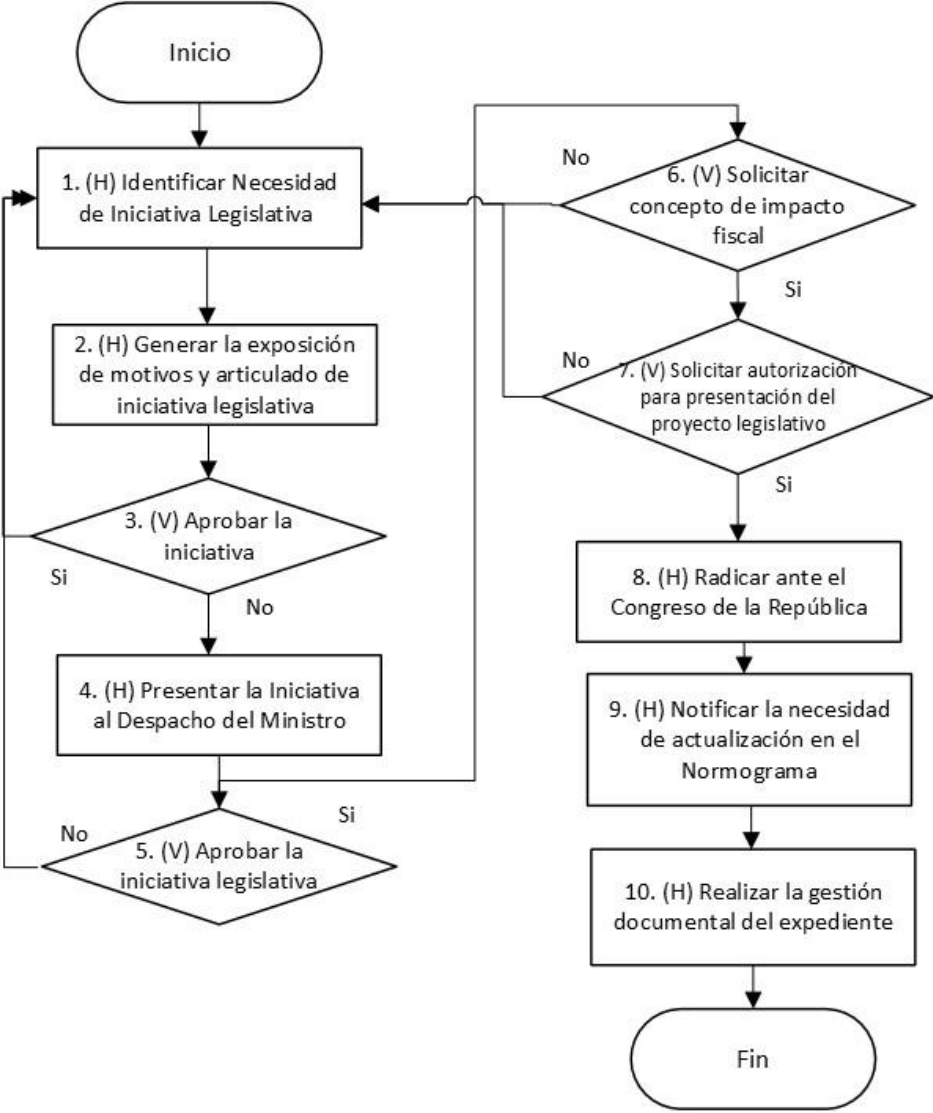 Inicio
1. (H) Identificar Necesidad
de Iniciativa Legislativa
2. (H) Generar la exposición
de motivos y articulado de
iniciativa legislativa
3. (V) Aprobar la
iniciativa
Si
No
4. (H) Presentar la Iniciativa
al Despacho del Ministro
Si
No
5. (V) Aprobar la
iniciativa legislativa
No
6. (V) Solicitar
concepto de impacto
fiscal
Si
No
7. (V) Solicitar autorización
para presentación del
proyecto legislativo
Si
8. (H) Radicar ante el
Congreso de la República
9. (H) Notificar la necesidad
de actualización en el
Normograma
10. (H) Realizar la gestión
documental del expediente
Fin